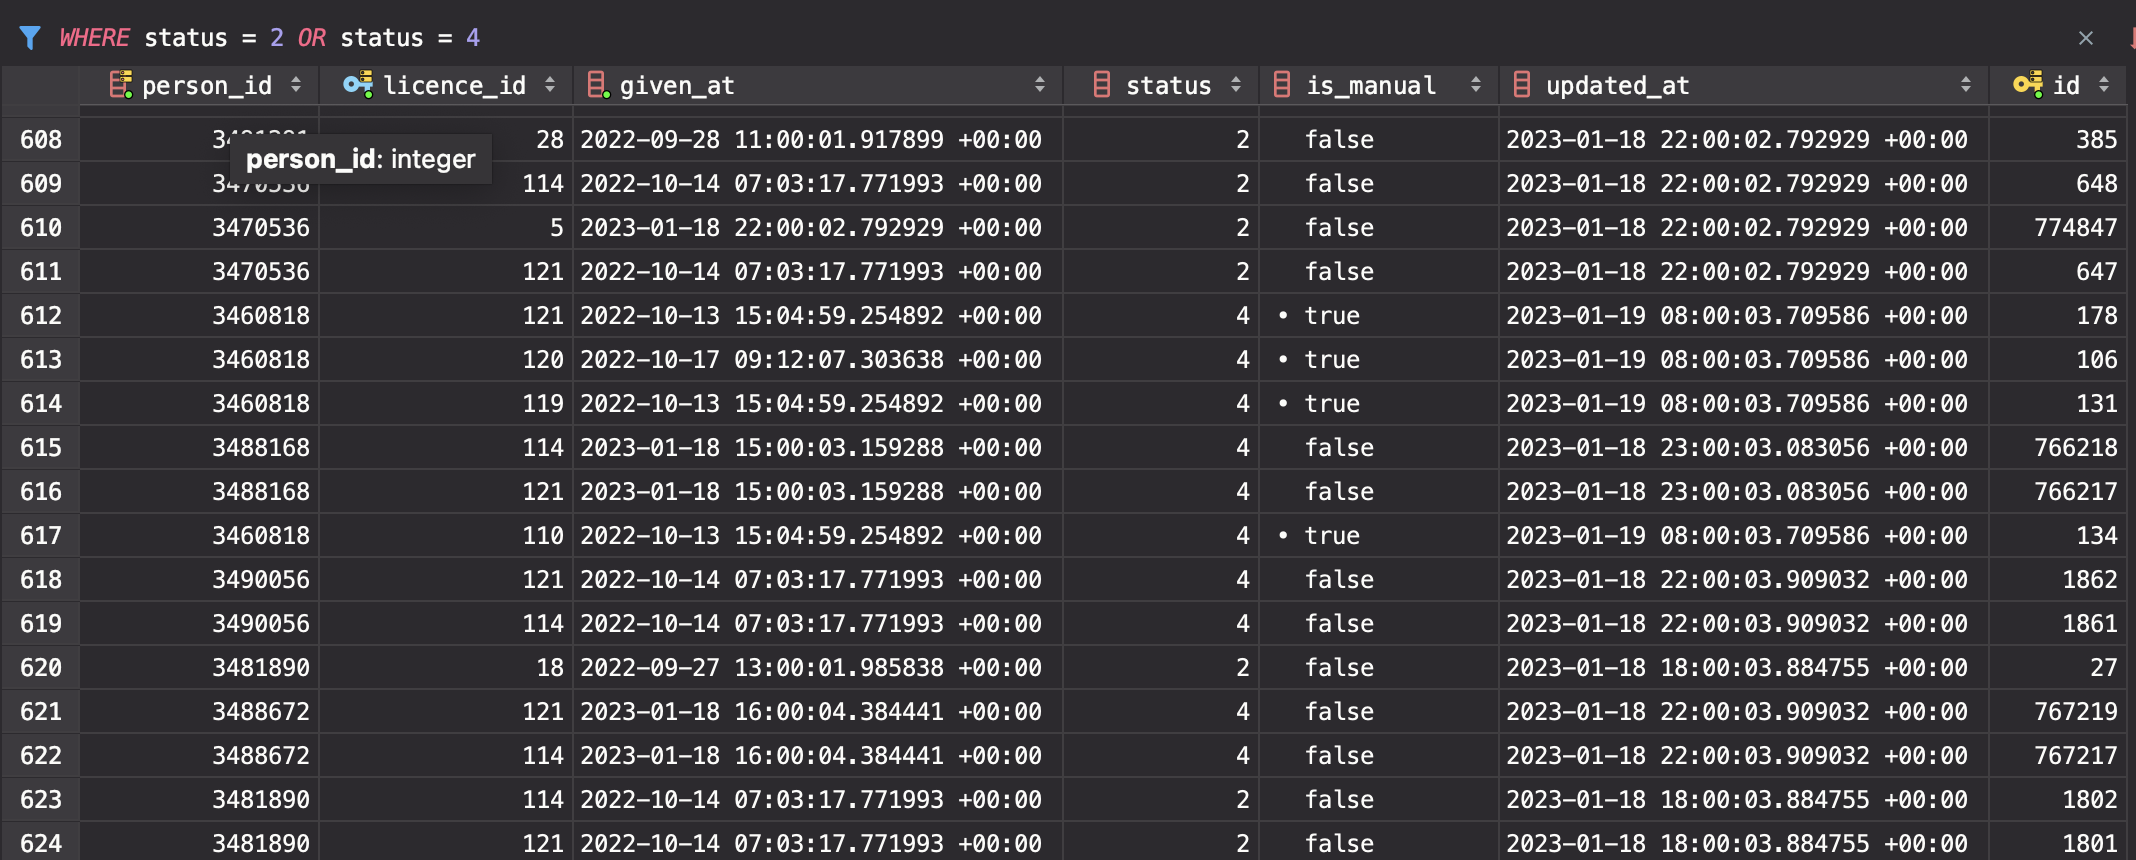 WHERE status = 2 OR status = 4
person_id licence_id given_at status is_manual updated_at id
608 28 2022-09-28 11:00:01.917899 +00:00 2 false 2023-01-18 22:00:02.792929 +00:00 385
person_id: integer
609 3470536 114 2022-10-14 07:03:17.771993 +00:00 2 false 2023-01-18 22:00:02.792929 +00:00 648
610 3470536 5 2023-01-18 22:00:02.792929 +00:00 2 false 2023-01-18 22:00:02.792929 +00:00 774847
611 3470536 121 2022-10-14 07:03:17.771993 +00:00 2 false 2023-01-18 22:00:02.792929 +00:00 647
612 3460818 121 2022-10-13 15:04:59.254892 +00:00 4 • true 2023-01-19 08:00:03.709586 +00:00 178
613 3460818 120 2022-10-17 09:12:07.303638 +00:00 4 • true 2023-01-19 08:00:03.709586 +00:00 106
614 3460818 119 2022-10-13 15:04:59.254892 +00:00 4 • true 2023-01-19 08:00:03.709586 +00:00 131
615 3488168 114 2023-01-18 15:00:03.159288 +00:00 4 false 2023-01-18 23:00:03.083056 +00:00 766218
616 3488168 121 2023-01-18 15:00:03.159288 +00:00 4 false 2023-01-18 23:00:03.083056 +00:00 766217
617 3460818 110 2022-10-13 15:04:59.254892 +00:00 4 • true 2023-01-19 08:00:03.709586 +00:00 134
618 3490056 121 2022-10-14 07:03:17.771993 +00:00 4 false 2023-01-18 22:00:03.909032 +00:00 1862
619 3490056 114 2022-10-14 07:03:17.771993 +00:00 4 false 2023-01-18 22:00:03.909032 +00:00 1861
620 3481890 18 2022-09-27 13:00:01.985838 +00:00 2 false 2023-01-18 18:00:03.884755 +00:00 27
621 3488672 121 2023-01-18 16:00:04.384441 +00:00 4 false 2023-01-18 22:00:03.909032 +00:00 767219
622 3488672 114 2023-01-18 16:00:04.384441 +00:00 4 false 2023-01-18 22:00:03.909032 +00:00 767217
623 3481890 114 2022-10-14 07:03:17.771993 +00:00 2 false 2023-01-18 18:00:03.884755 +00:00 1802
624 3481890 121 2022-10-14 07:03:17.771993 +00:00 2 false 2023-01-18 18:00:03.884755 +00:00 1801